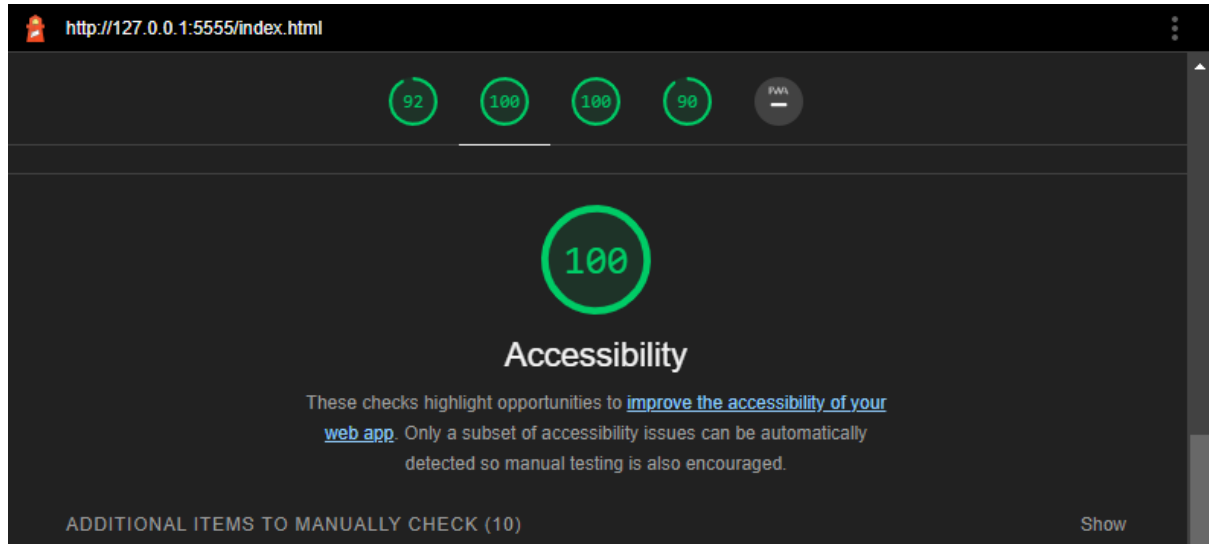 http://127.0.0.1:5555/index.html
92 100 100 90 PWA
100
Accessibility
These checks highlight opportunities to improve the accessibility of your
web app. Only a subset of accessibility issues can be automatically
detected so manual testing is also encouraged.
ADDITIONAL ITEMS TO MANUALLY CHECK (10) Show